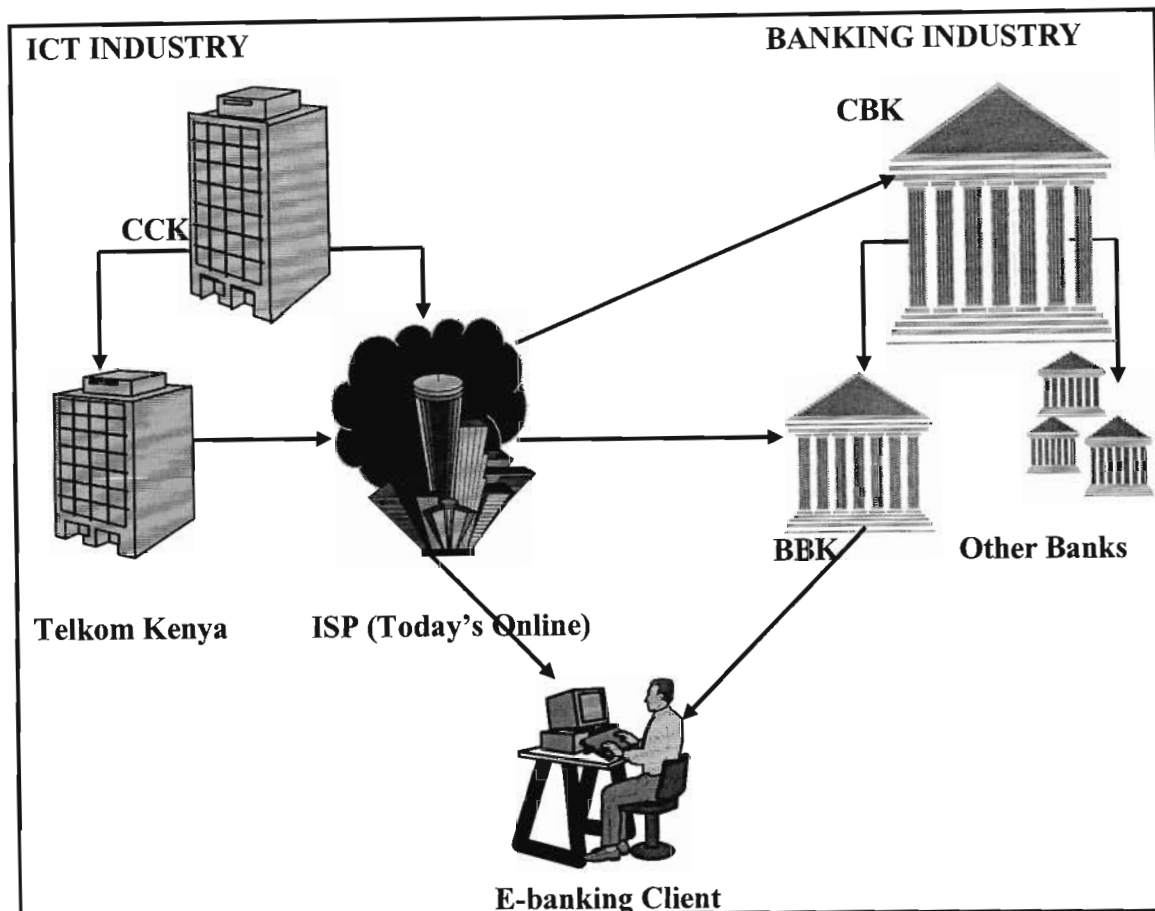 ICT INDUSTRY
BANKING INDUSTRY
CBK
CCK
BBK
Other Banks
Telkom Kenya
ISP (Today's Online)
E-banking Client